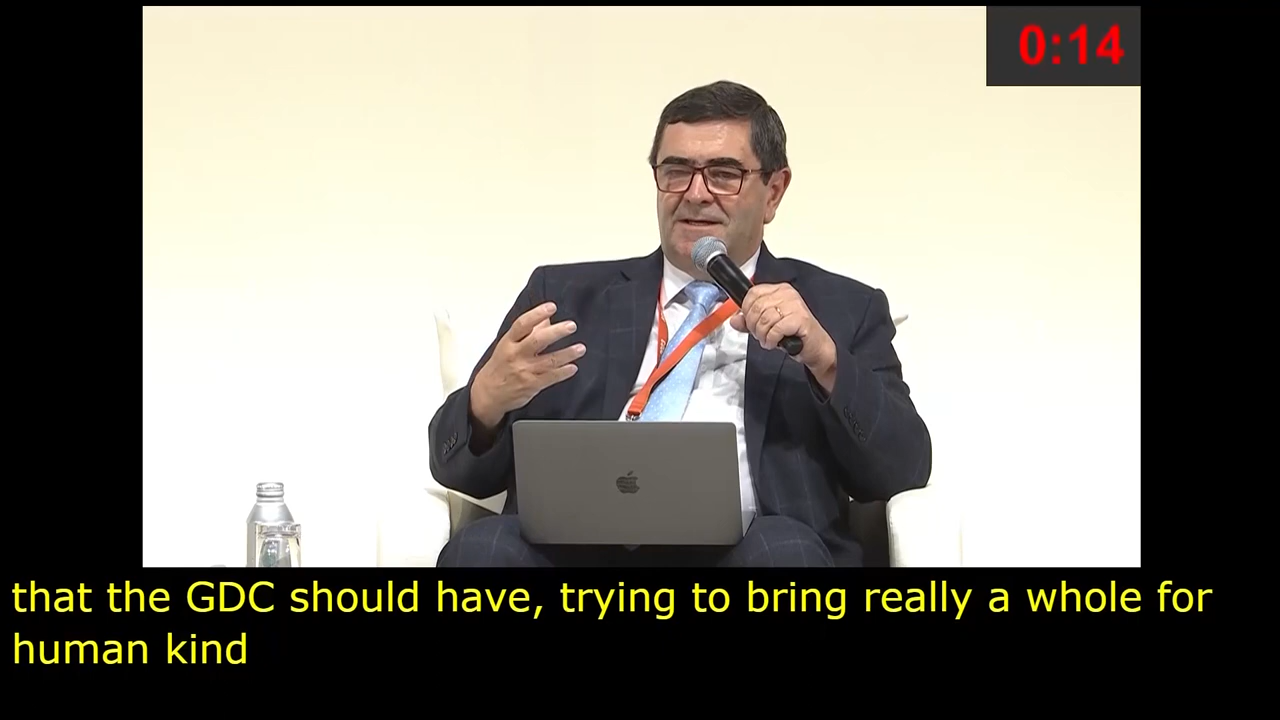 0:14
that the GDC should have, trying to bring really a whole for
human kind